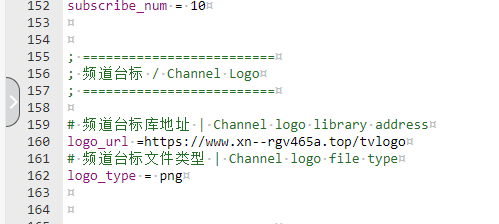 152 subscribe_num = 10¤
153 ¤
154 ¤
155 ; =========================¤
156 ; 频道台标 / Channel Logo¤
157 ; =========================¤
158 ¤
159 # 频道台标库地址 | Channel logo library address¤
160 logo_url =https://www.xn--rgv465a.top/tvlogo¤
161 # 频道台标文件类型 | Channel logo file type¤
162 logo_type = png¤
163 ¤
164 ¤
165